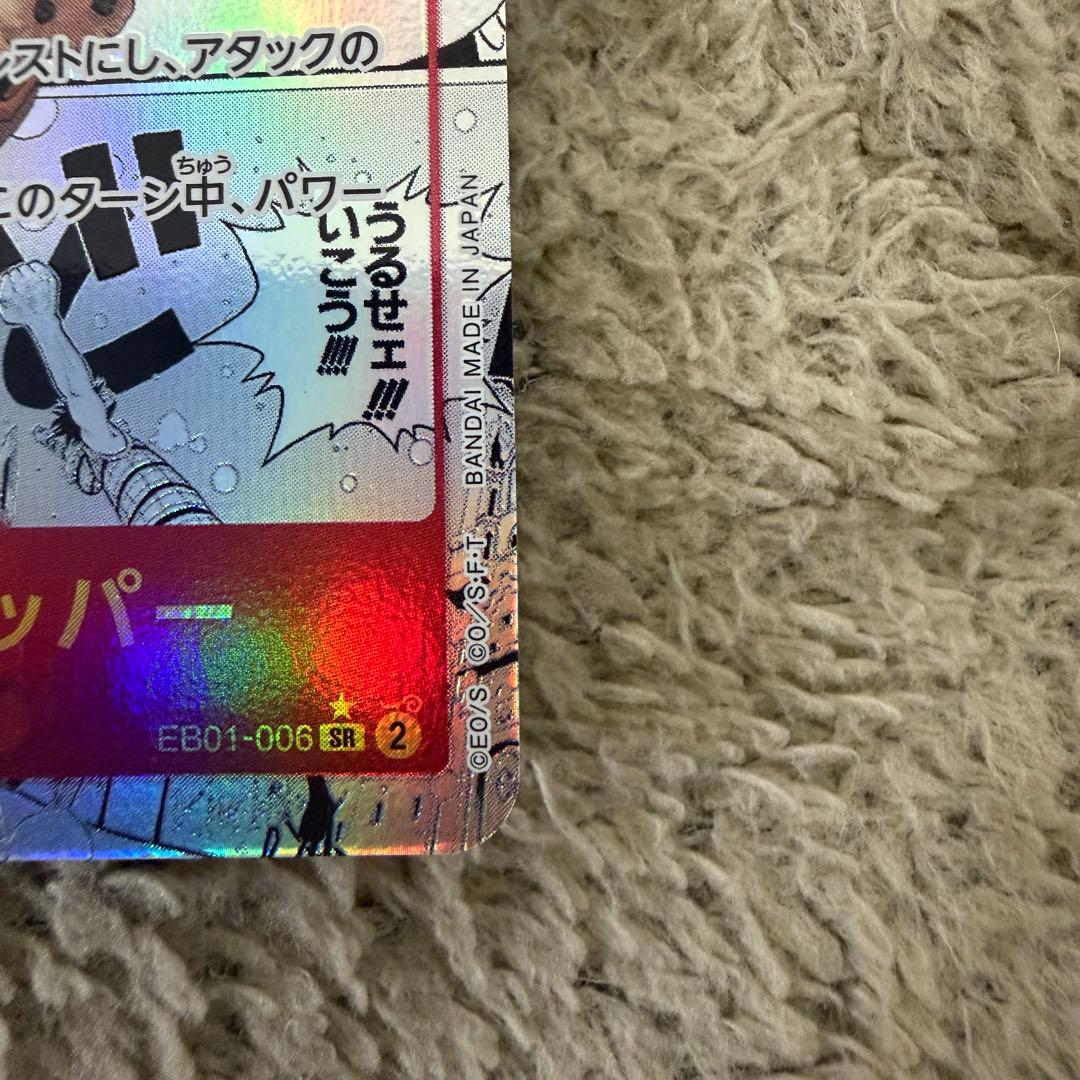 レストにし、アタックの
このターン中、パワー
ちゅう
うるせェ!!!
いこう!!!!
ッパー
EB01-006 SR 2
©EO/S ©O/S・F・T BANDAI MADE IN JAPAN